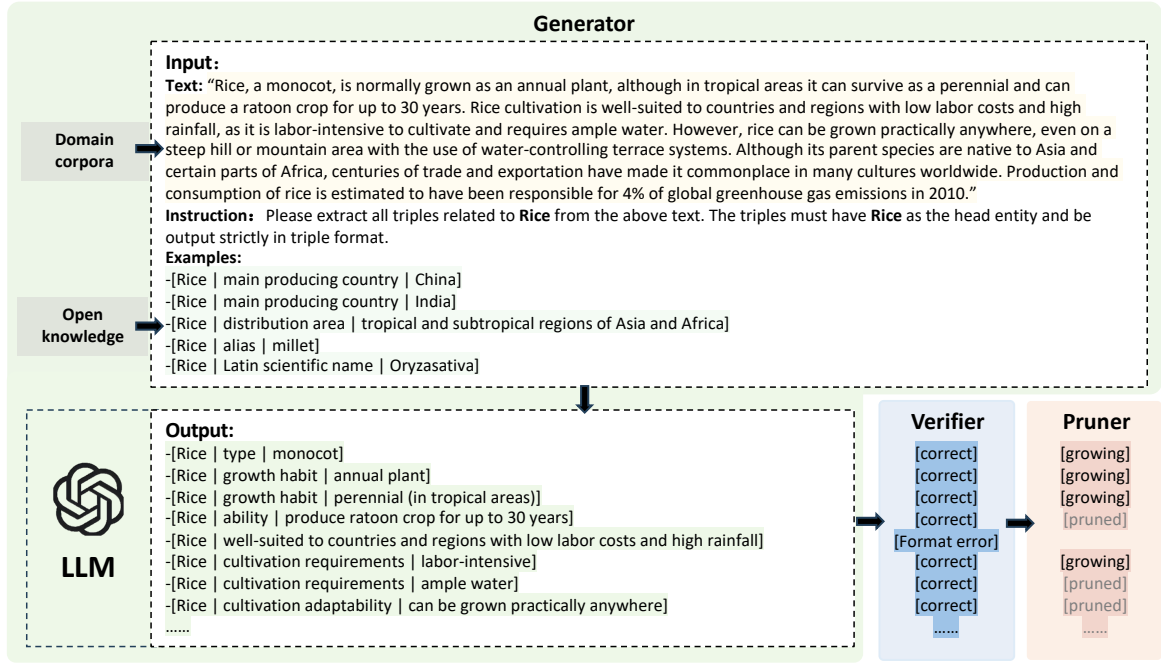 Generator
Domain
corpora
Open
knowledge
Input：
Text: “Rice, a monocot, is normally grown as an annual plant, although in tropical areas it can survive as a perennial and can
produce a ratoon crop for up to 30 years. Rice cultivation is well-suited to countries and regions with low labor costs and high
rainfall, as it is labor-intensive to cultivate and requires ample water. However, rice can be grown practically anywhere, even on a
steep hill or mountain area with the use of water-controlling terrace systems. Although its parent species are native to Asia and
certain parts of Africa, centuries of trade and exportation have made it commonplace in many cultures worldwide. Production and
consumption of rice is estimated to have been responsible for 4% of global greenhouse gas emissions in 2010.”
Instruction： Please extract all triples related to Rice from the above text. The triples must have Rice as the head entity and be
output strictly in triple format.
Examples:
-[Rice | main producing country | China]
-[Rice | main producing country | India]
-[Rice | distribution area | tropical and subtropical regions of Asia and Africa]
-[Rice | alias | millet]
-[Rice | Latin scientific name | Oryzasativa]
LLM
Output:
-[Rice | type | monocot]
-[Rice | growth habit | annual plant]
-[Rice | growth habit | perennial (in tropical areas)]
-[Rice | ability | produce ratoon crop for up to 30 years]
-[Rice | well-suited to countries and regions with low labor costs and high rainfall]
-[Rice | cultivation requirements | labor-intensive]
-[Rice | cultivation requirements | ample water]
-[Rice | cultivation adaptability | can be grown practically anywhere]
……
Verifier
[correct]
[correct]
[correct]
[correct]
[Format error]
[correct]
[correct]
[correct]
……
Pruner
[growing]
[growing]
[growing]
[pruned]
[growing]
[pruned]
[pruned]
……